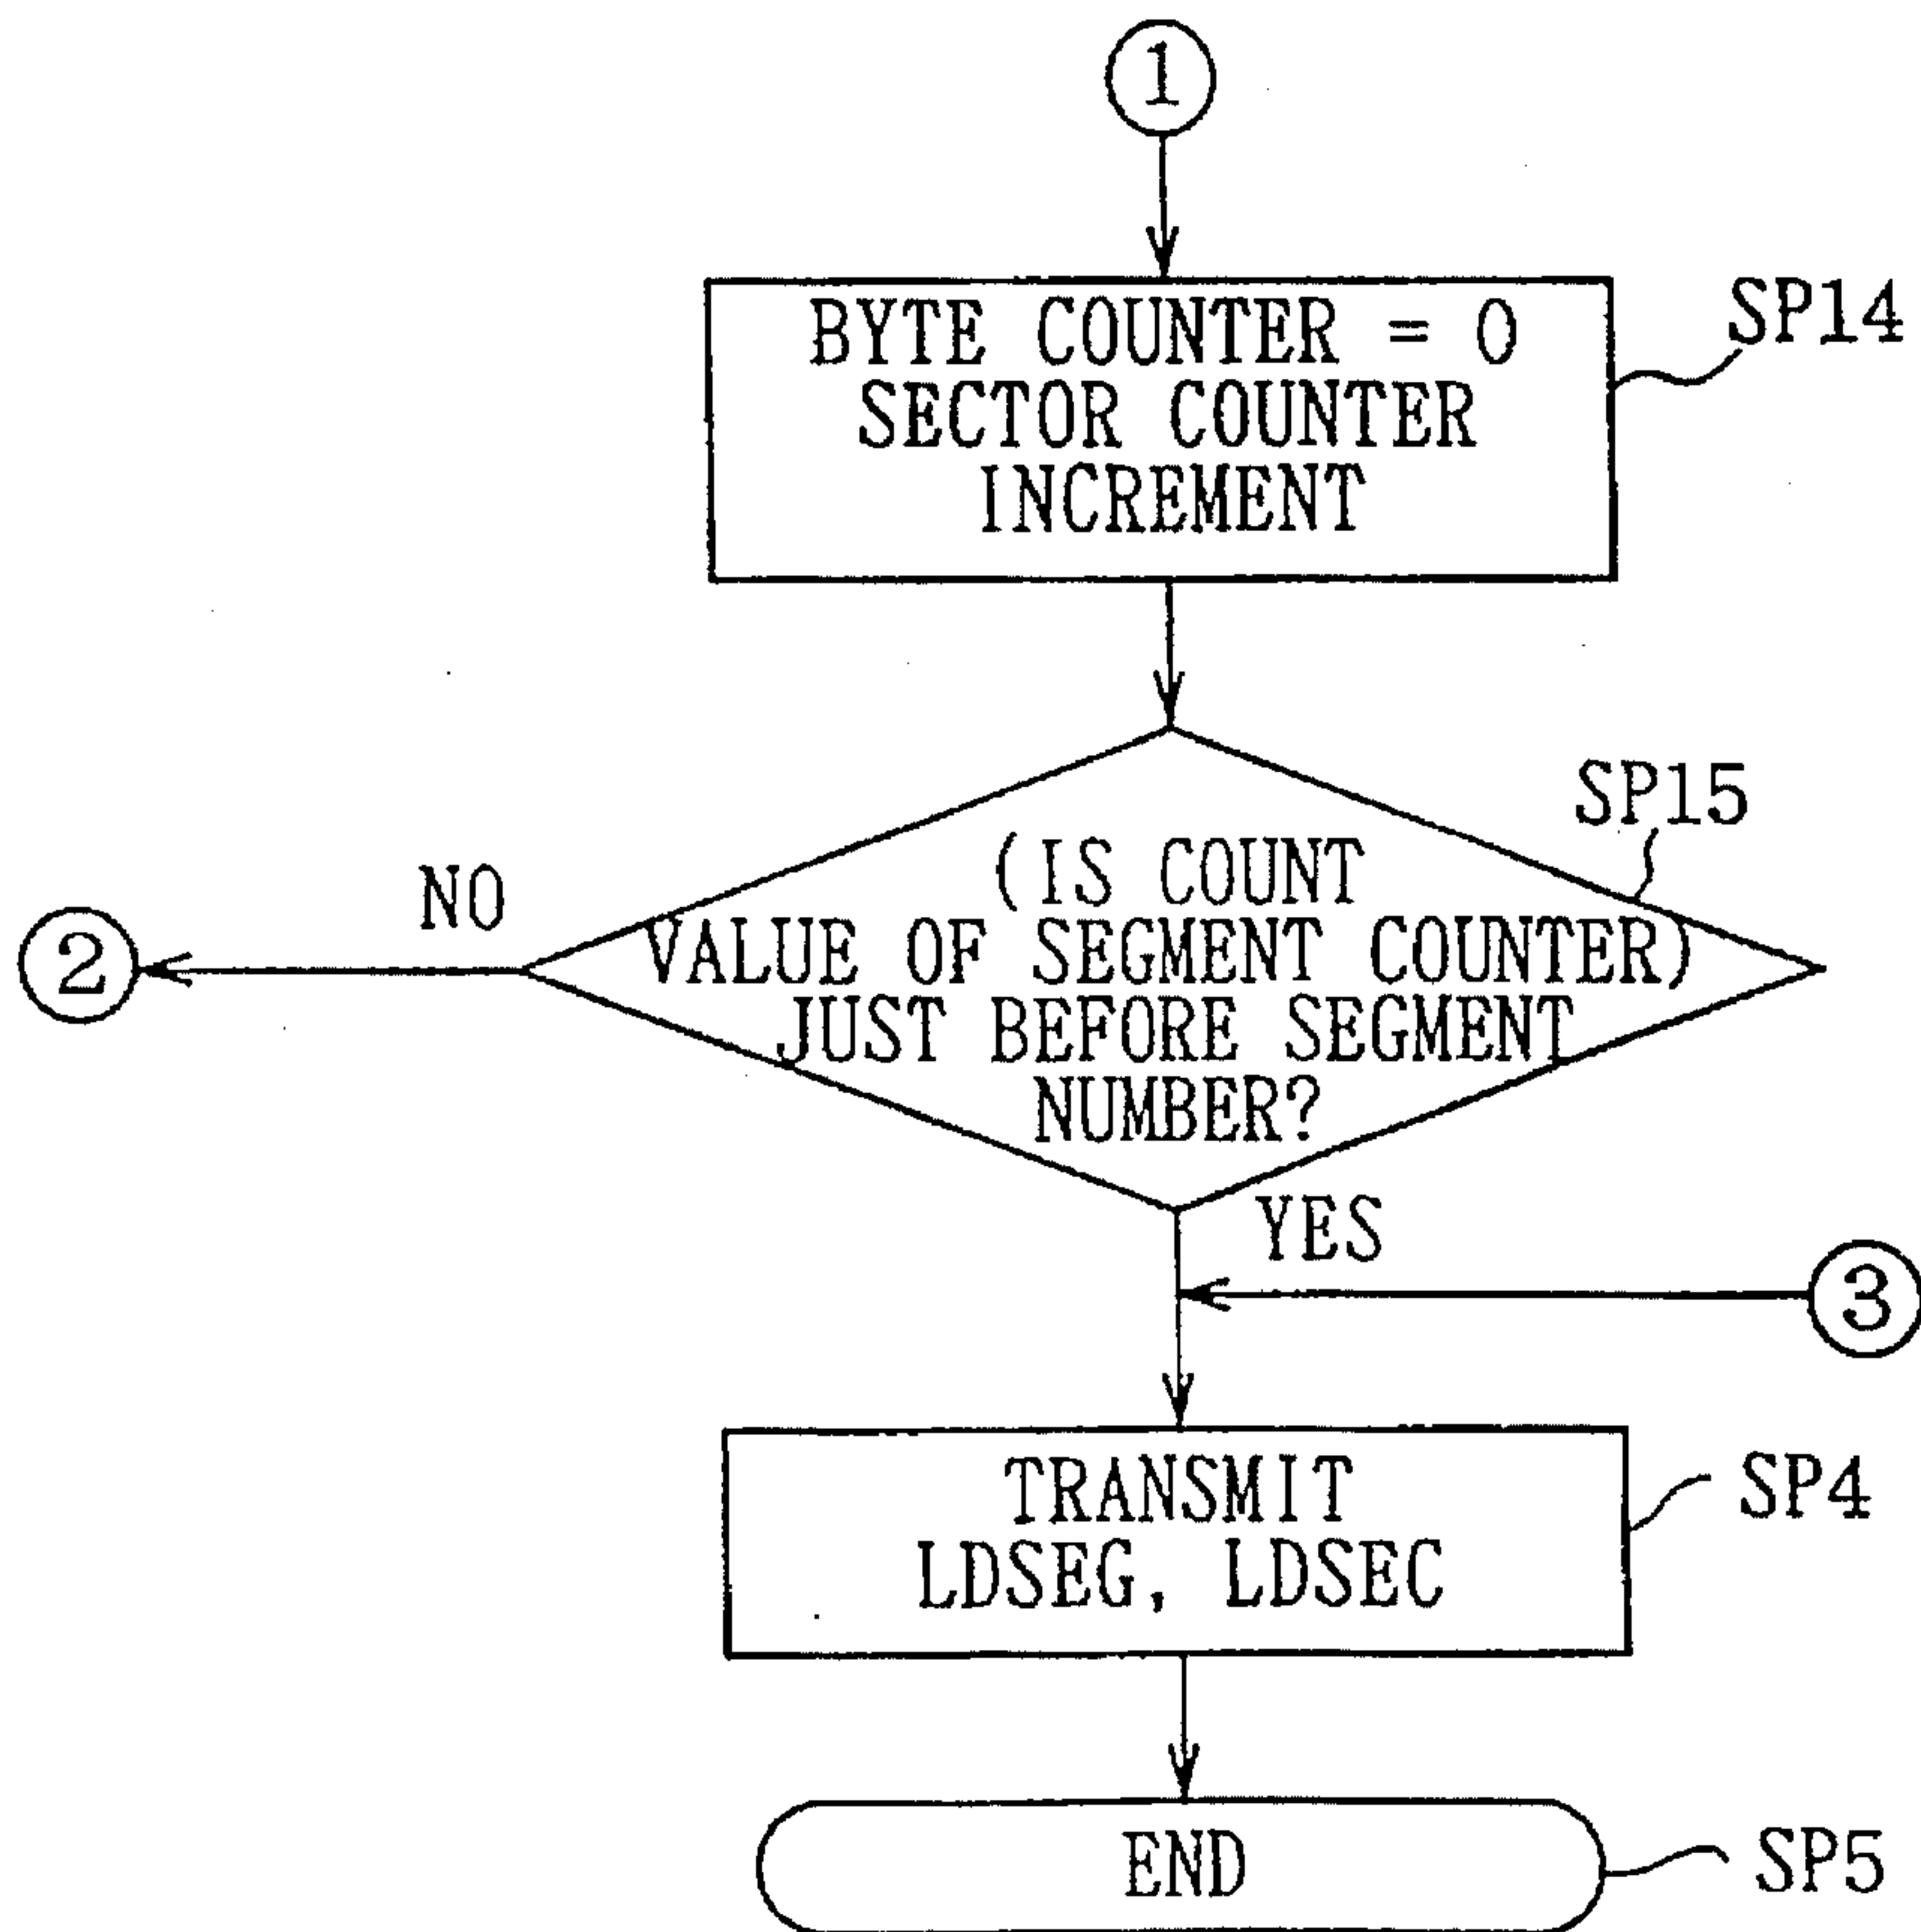 1
BYTE COUNTER = 0
SECTOR COUNTER
INCREMENT
SP14
SP15
(IS COUNT
VALUE OF SEGMENT COUNTER)
JUST BEFORE SEGMENT
NUMBER?
NO
2
YES
3
TRANSMIT
LDSEG, LDSEC
SP4
END
SP5